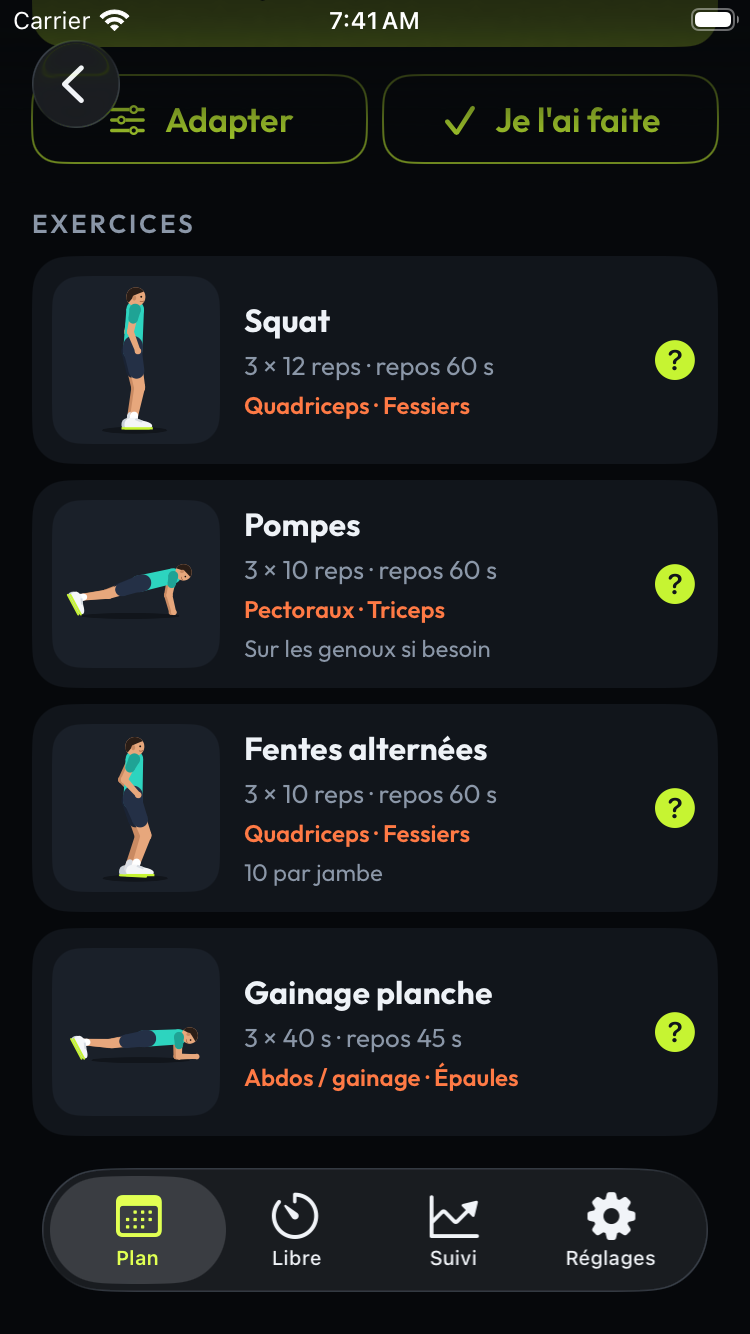 Carrier 7:41 AM
Adapter
Je l'ai faite
EXERCICES
Squat
3 × 12 reps · repos 60 s
Quadriceps · Fessiers
?
Pompes
3 × 10 reps · repos 60 s
Pectoraux · Triceps
Sur les genoux si besoin
?
Fentes alternées
3 × 10 reps · repos 60 s
Quadriceps · Fessiers
10 par jambe
?
Gainage planche
3 × 40 s · repos 45 s
Abdos / gainage · Épaules
?
Plan
Libre
Suivi
Réglages